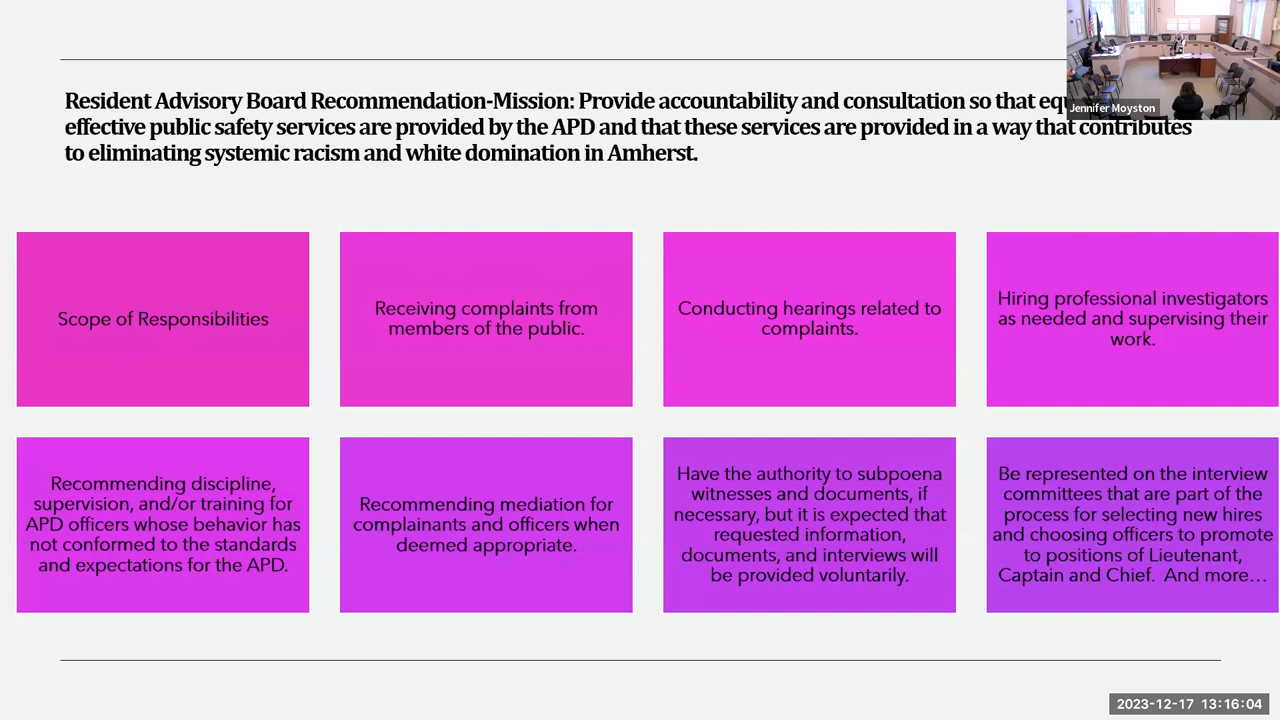 Resident Advisory Board Recommendation-Mission: Provide accountability and consultation so that
effective public safety services are provided by the APD and that these services are provided in a way that contributes
to eliminating systemic racism and white domination in Amherst.
Jennifer Moyston
Scope of Responsibilities
Receiving complaints from
members of the public.
Conducting hearings related to
complaints.
Hiring professional investigators
as needed and supervising their
work.
Recommending discipline,
supervision, and/or training for
APD officers whose behavior has
not conformed to the standards
and expectations for the APD.
Recommending mediation for
complainants and officers when
deemed appropriate.
Have the authority to subpoena
witnesses and documents, if
necessary, but it is expected that
requested information,
documents, and interviews will
be provided voluntarily.
Be represented on the interview
committees that are part of the
process for selecting new hires
and choosing officers to promote
to positions of Lieutenant,
Captain and Chief. And more...
2023-12-17 13:16:04